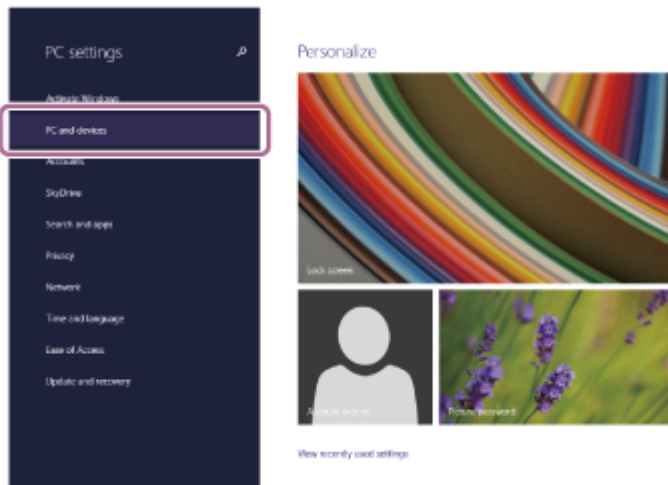 PC settings
Activate Windows
PC and devices
Accounts
SkyDrive
Search and apps
Privacy
Network
Time and language
Ease of Access
Update and recovery
Personalize
Lock screen
Account picture
Picture password
View recently used settings